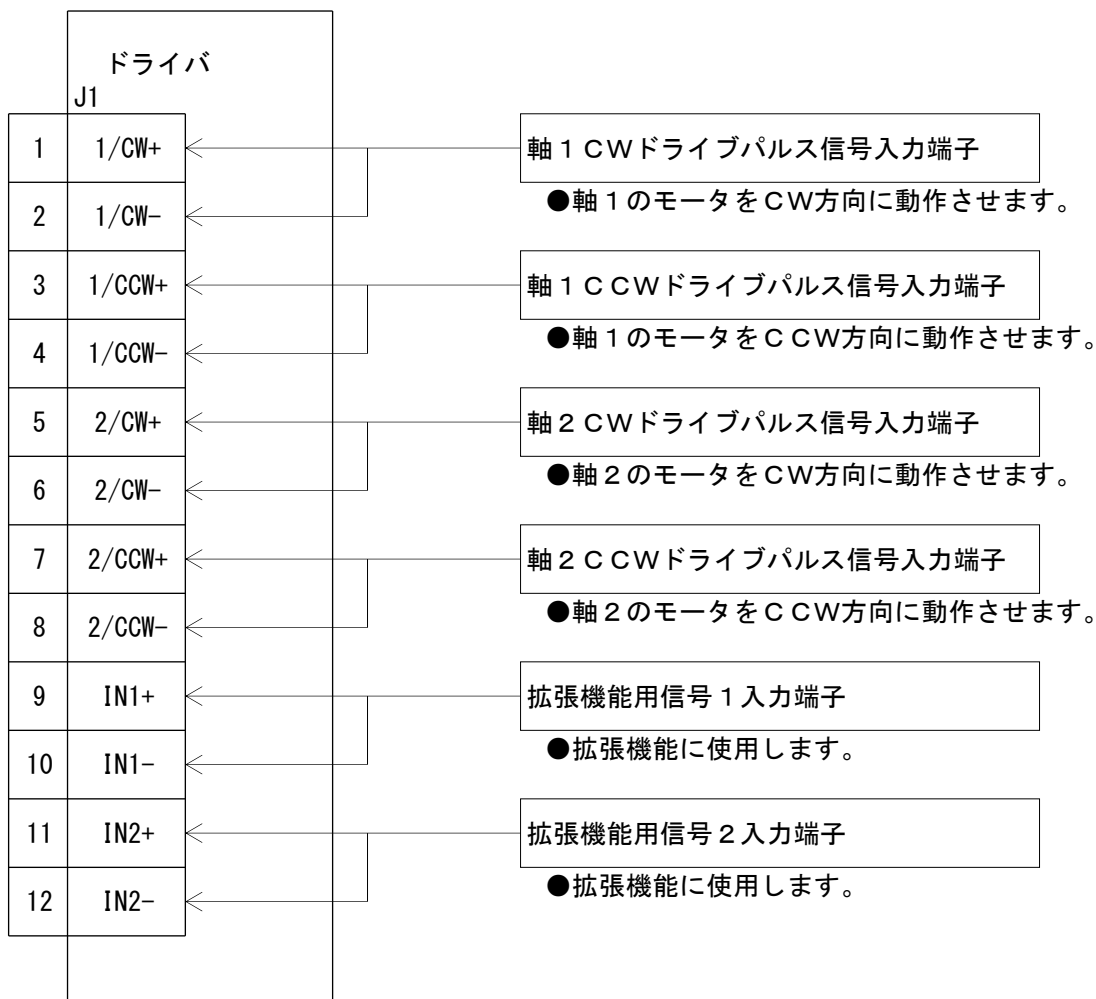 ドライバ
J1
1 1/CW+
軸1CWドライブパルス信号入力端子
2 1/CW-
●軸1のモータをCW方向に動作させます。
3 1/CCW+
軸1CCWドライブパルス信号入力端子
4 1/CCW-
●軸1のモータをCCW方向に動作させます。
5 2/CW+
軸2CWドライブパルス信号入力端子
6 2/CW-
●軸2のモータをCW方向に動作させます。
7 2/CCW+
軸2CCWドライブパルス信号入力端子
8 2/CCW-
●軸2のモータをCCW方向に動作させます。
9 IN1+
拡張機能用信号1入力端子
10 IN1-
●拡張機能に使用します。
11 IN2+
拡張機能用信号2入力端子
12 IN2-
●拡張機能に使用します。